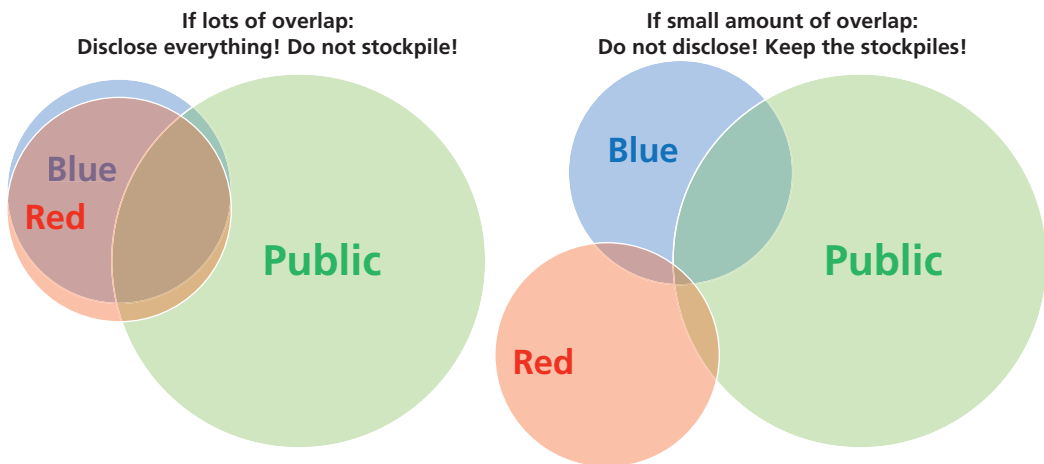 If lots of overlap:
Disclose everything! Do not stockpile!
Blue
Red
Public
If small amount of overlap:
Do not disclose! Keep the stockpiles!
Blue
Public
Red